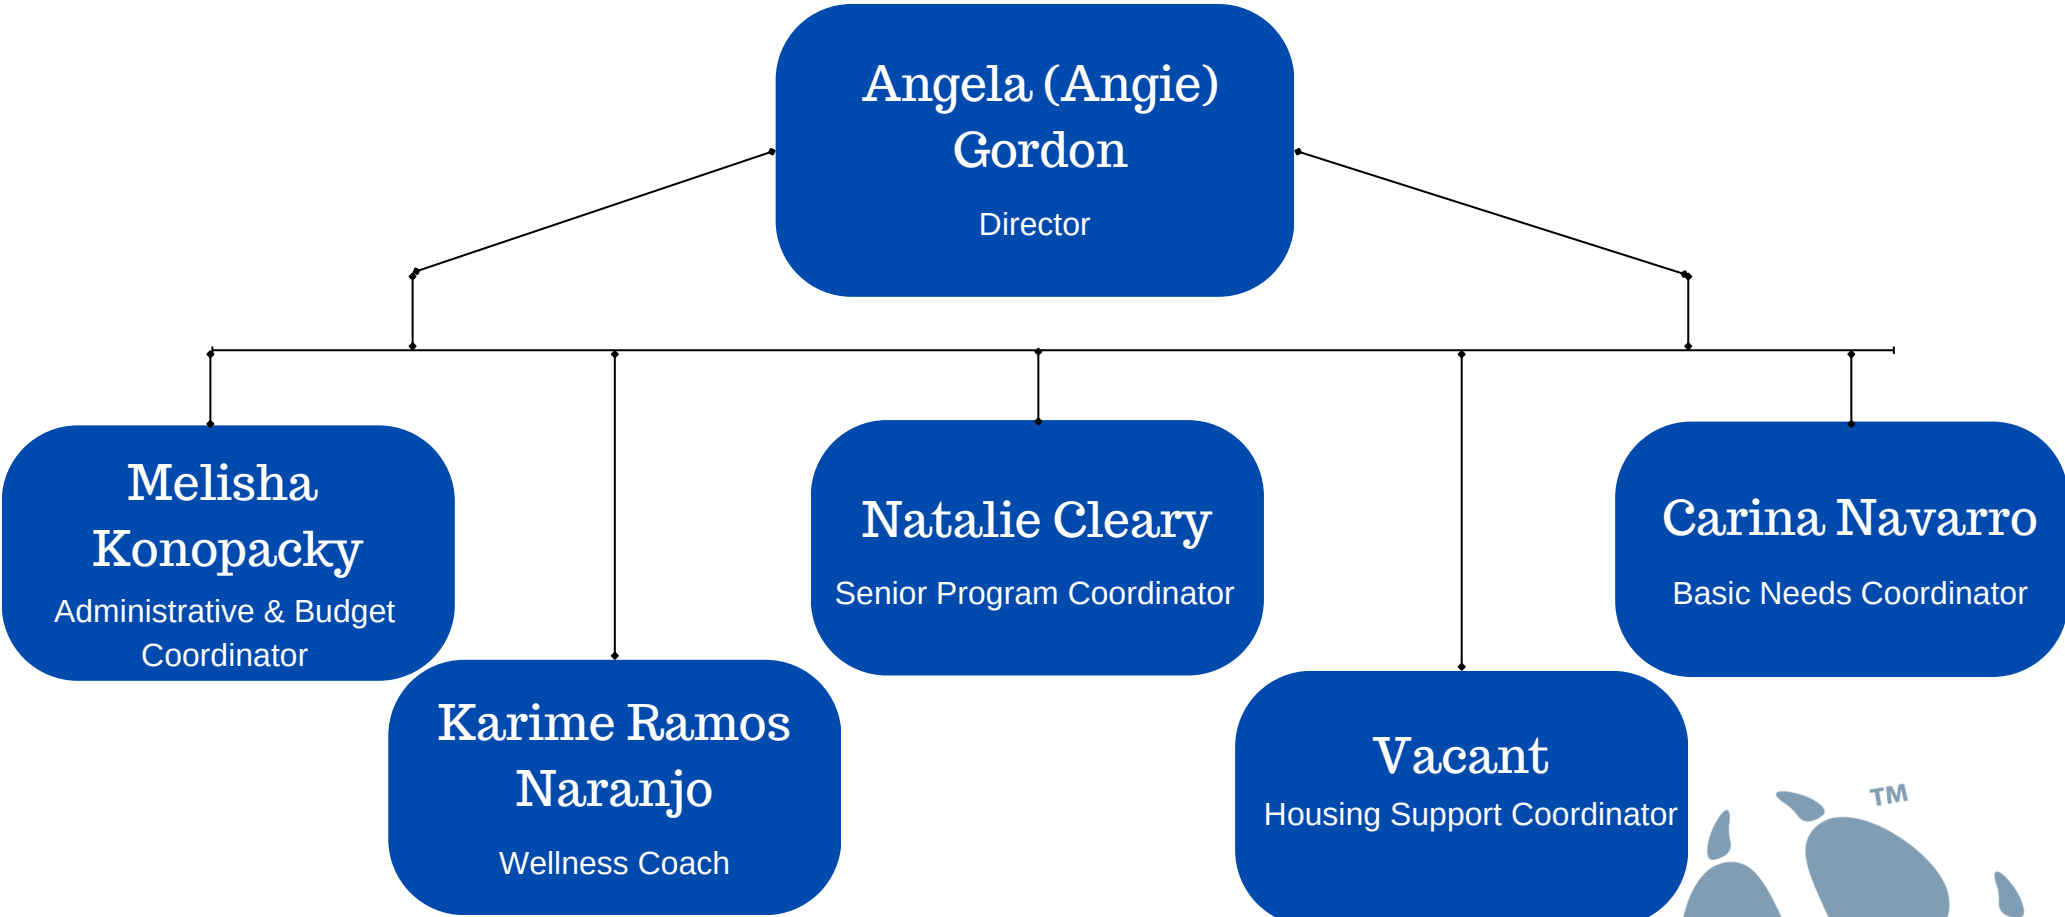 Angela (Angie)
Gordon
Director
Melisha
Konopacky
Administrative & Budget
Coordinator
Karime Ramos
Naranjo
Wellness Coach
Natalie Cleary
Senior Program Coordinator
Vacant
Housing Support Coordinator
Carina Navarro
Basic Needs Coordinator
TM